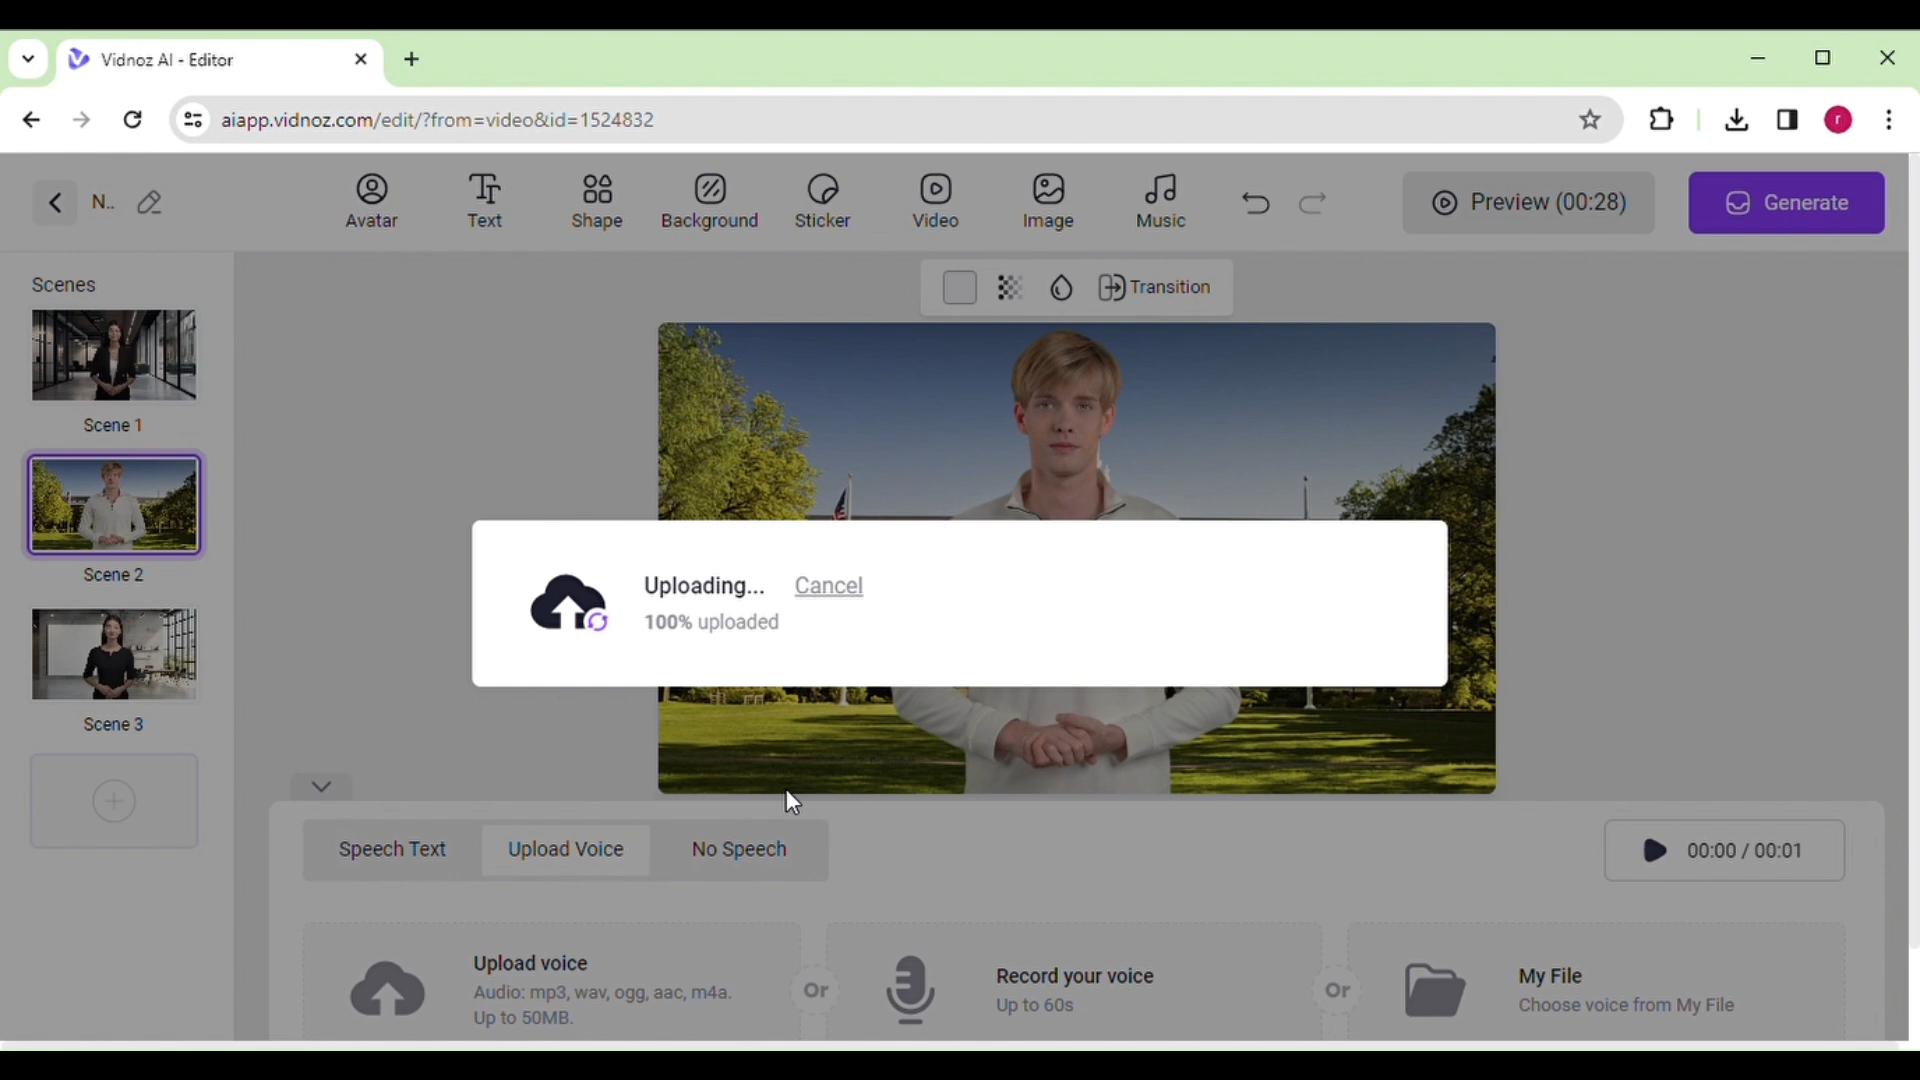 Vidnoz AI - Editor
aiapp.vidnoz.com/edit/?from=video&id=1524832
r
N..
Avatar
Text
Shape
Background
Sticker
Video
Image
Music
Preview (00:28)
Generate
Scenes
Transition
Scene 1
Scene 2
Scene 3
Uploading... Cancel
100% uploaded
Speech Text
Upload Voice
No Speech
00:00 / 00:01
Upload voice
Audio: mp3, wav, ogg, aac, m4a.
Up to 50MB.
Or
Record your voice
Up to 60s
Or
My File
Choose voice from My File